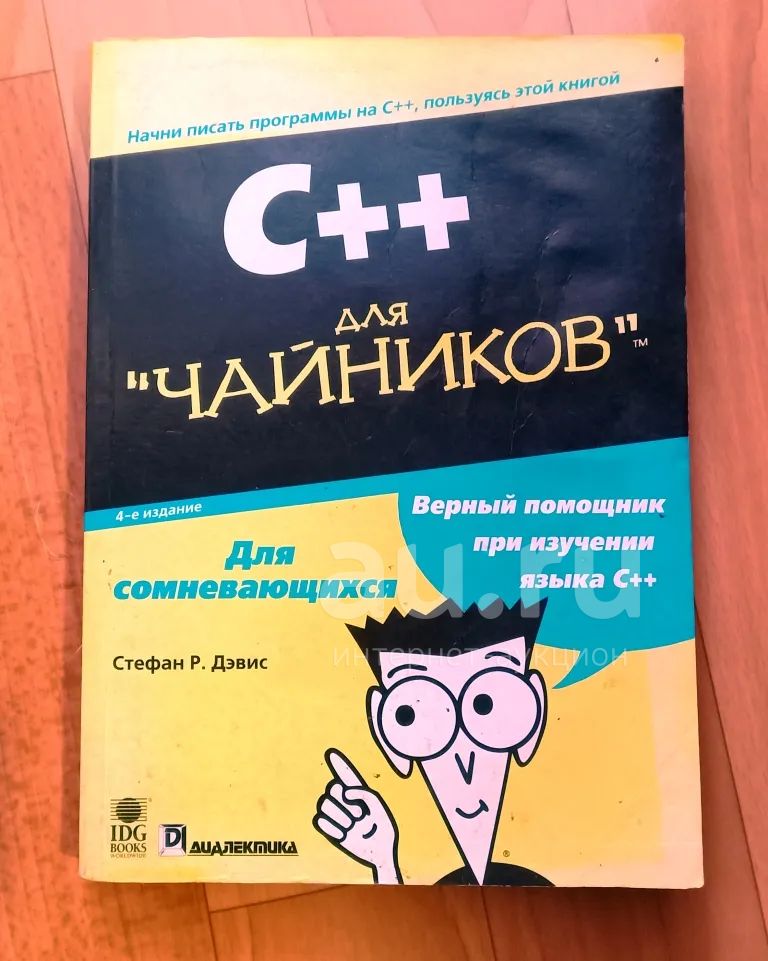 Начни писать программы на C++, пользуясь этой книгой
C++
для
"ЧАЙНИКОВ"™
4-е издание
Верный помощник
при изучении
языка C++
Для
сомневающихся
au.ru
интернет-аукцион
Стефан Р. Дэвис
IDG
BOOKS
WORLDWIDE
®
D
ДИАЛЕКТИКА
®